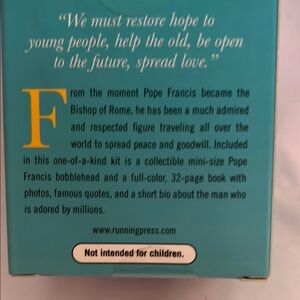 “We must restore hope to
young people, help the old, be open
to the future, spread love.”
From the moment Pope Francis became the
Bishop of Rome, he has been a much admired
and respected figure traveling all over the
world to spread peace and goodwill. Included
in this one-of-a-kind kit is a collectible mini-size Pope
Francis bobblehead and a full-color, 32-page book with
photos, famous quotes, and a short bio about the man who
is adored by millions.
www.runningpress.com
Not intended for children.